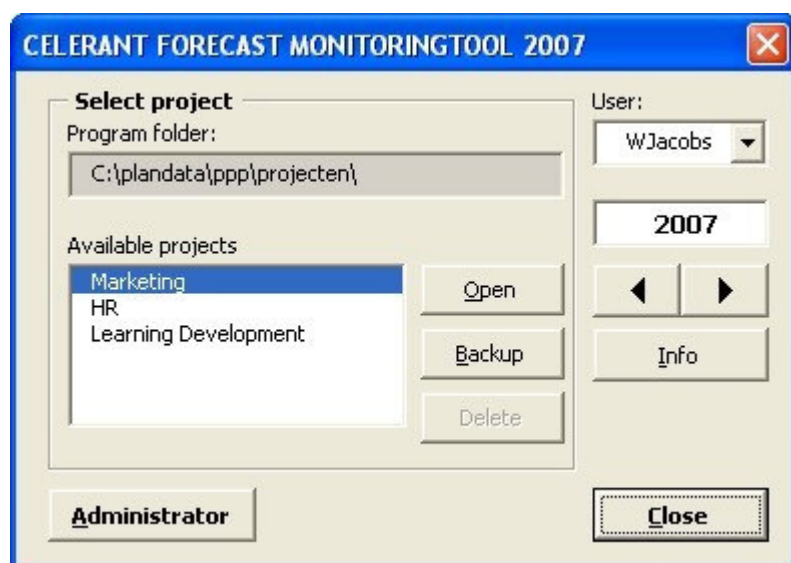 CELERANT FORECAST MONITORINGTOOL 2007
Select project
Program folder:
C:\plandata\ppp\projecten\
Available projects
Marketing
HR
Learning Development
Open
Backup
Delete
User:
WJacobs
2007
Info
Administrator
Close